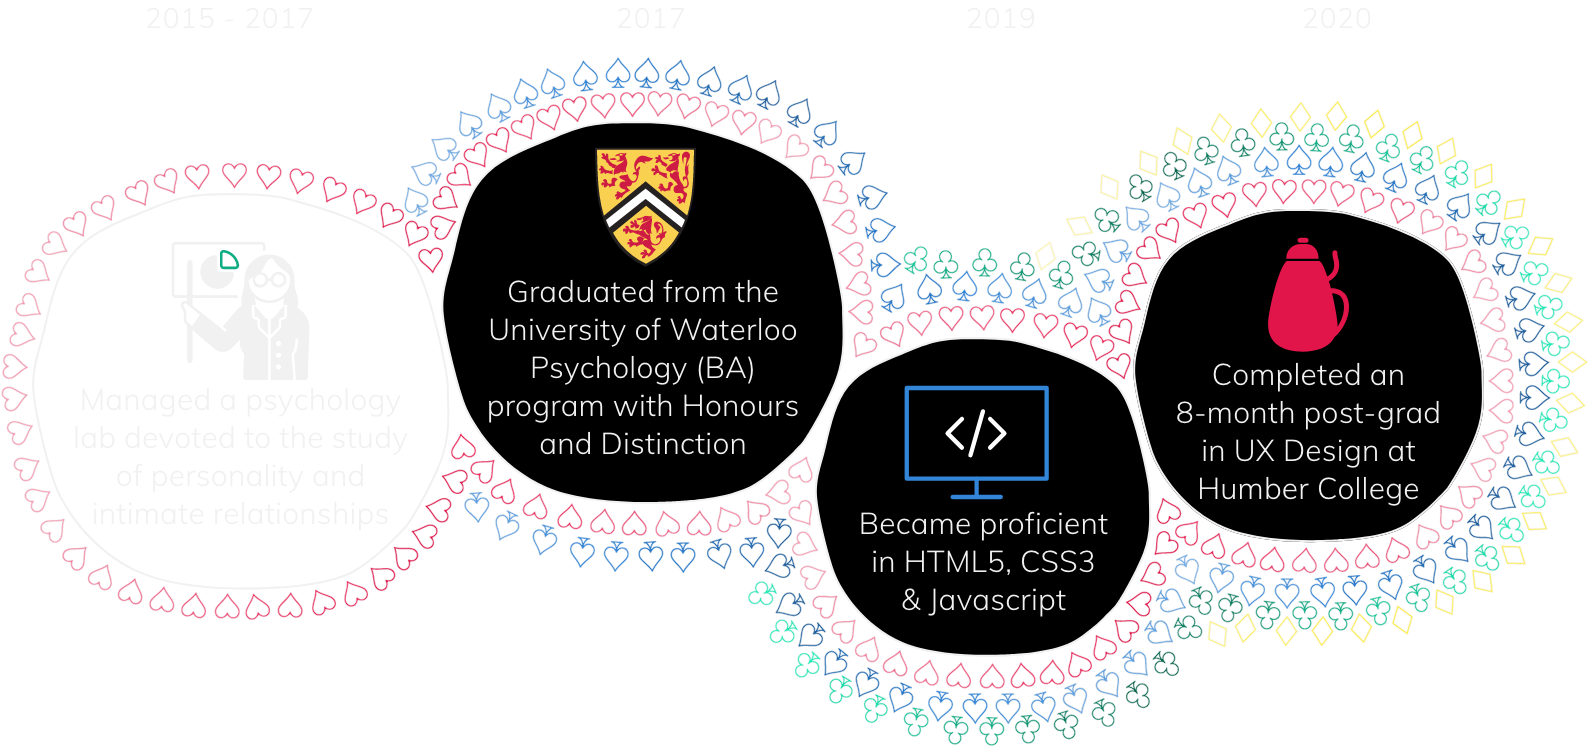 2015 - 2017
2017
2019
2020
Managed a psychology
lab devoted to the study
of personality and
intimate relationships
Graduated from the
University of Waterloo
Psychology (BA)
program with Honours
and Distinction
</>
Became proficient
in HTML5, CSS3
& Javascript
Completed an
8-month post-grad
in UX Design at
Humber College